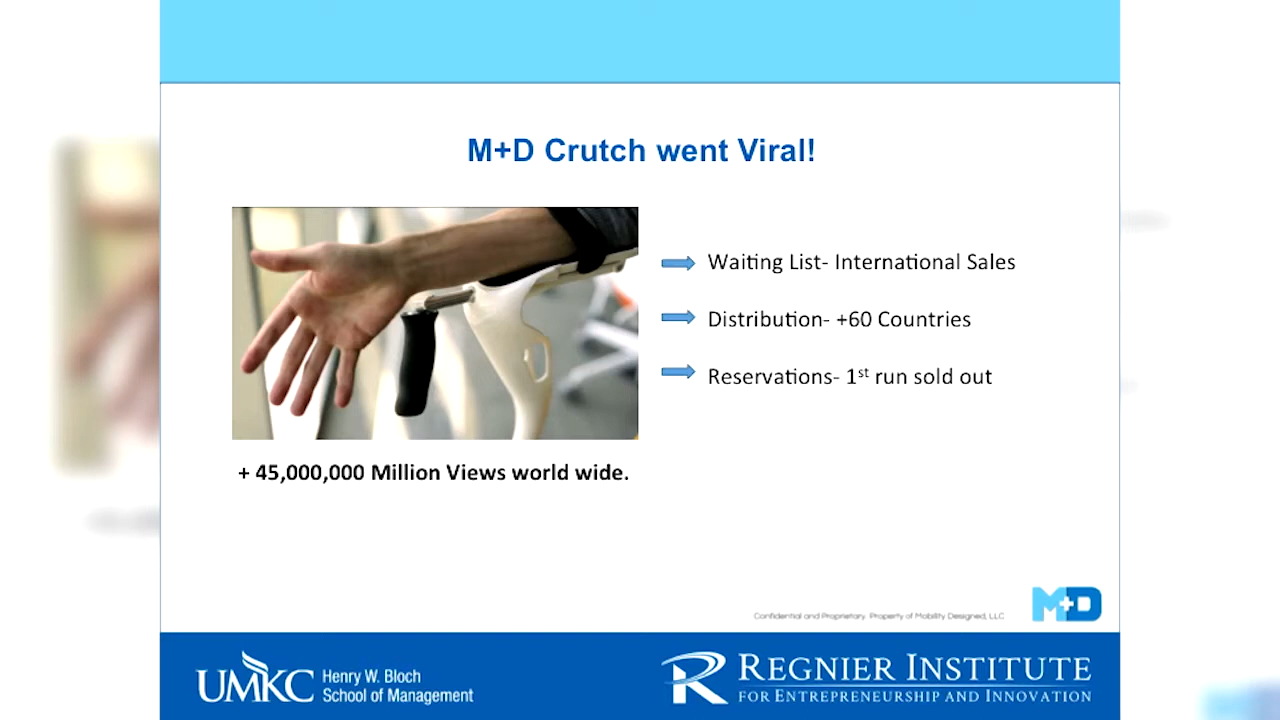 M+D Crutch went Viral!
Waiting List- International Sales
Distribution- +60 Countries
Reservations- 1st run sold out
+ 45,000,000 Million Views world wide.
Confidential and Proprietary. Property of Mobility Designed, LLC
M+D
UMKC Henry W. Bloch
School of Management
REGNIER INSTITUTE
FOR ENTREPRENEURSHIP AND INNOVATION